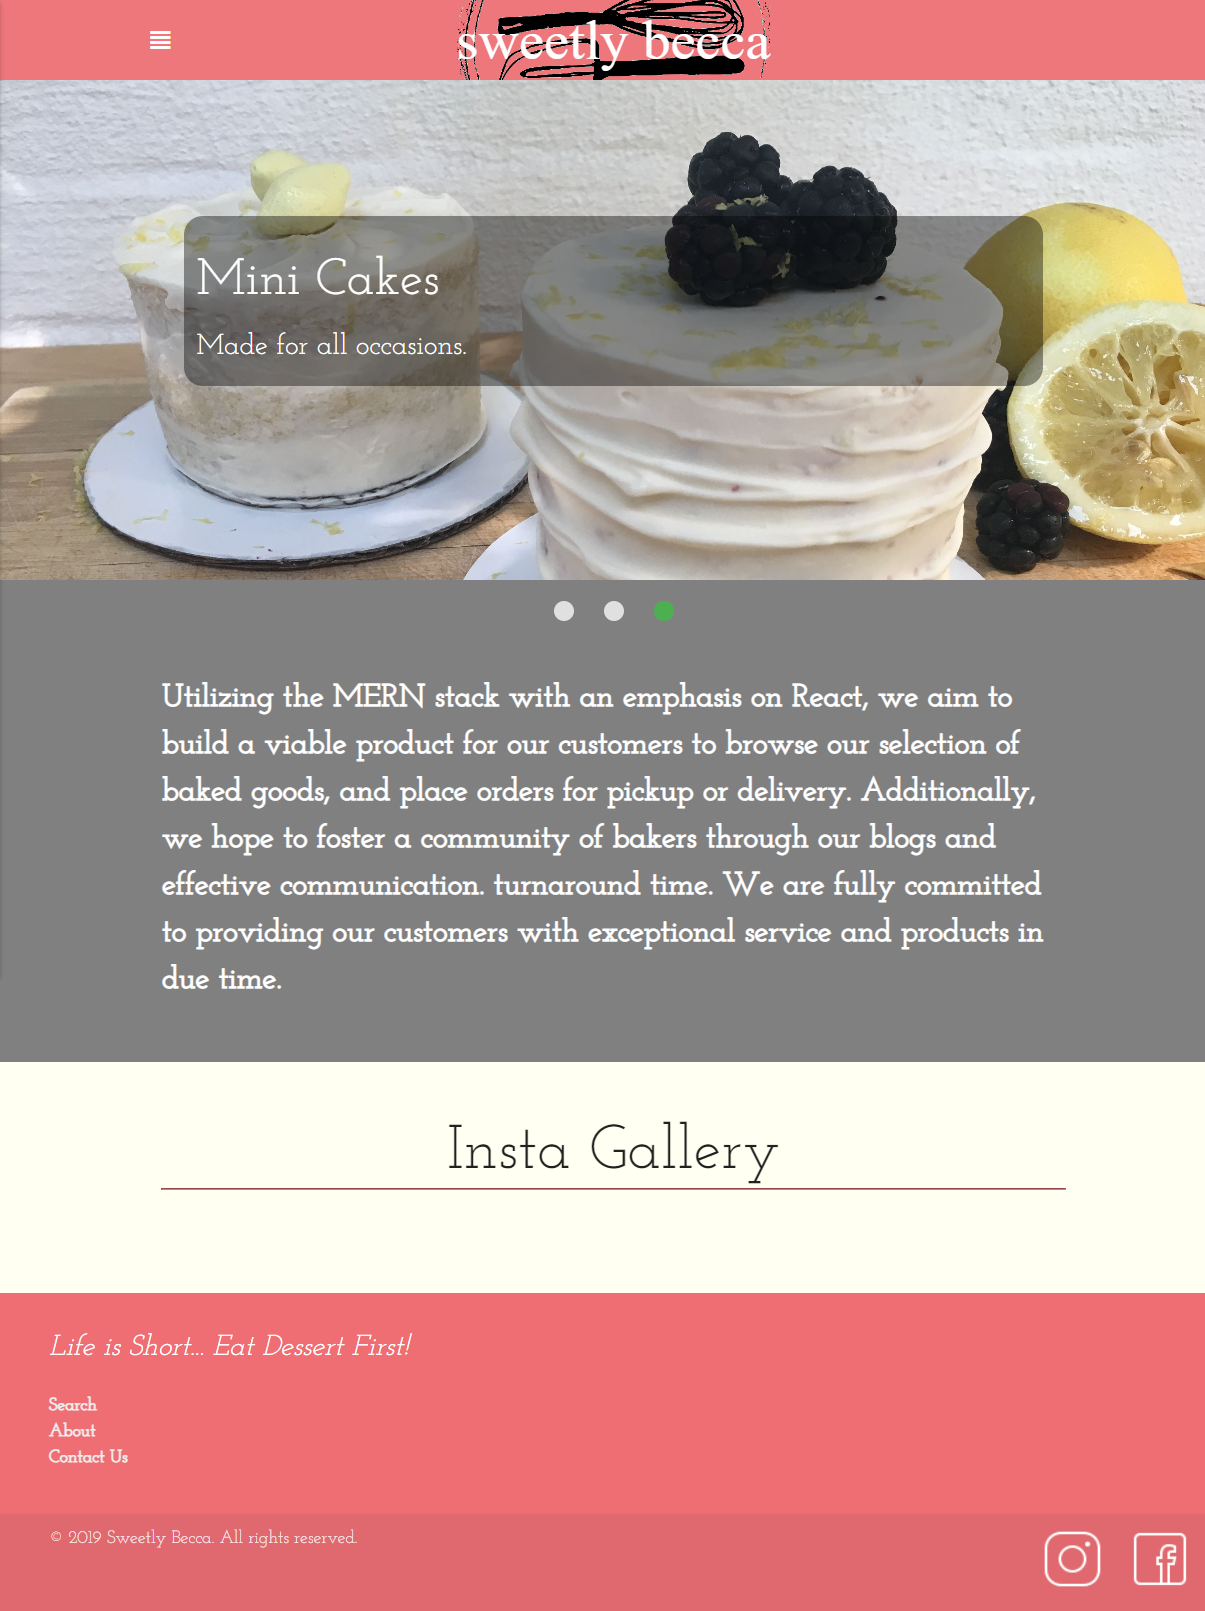 sweetly becca
Mini Cakes
Made for all occasions.
Utilizing the MERN stack with an emphasis on React, we aim to
build a viable product for our customers to browse our selection of
baked goods, and place orders for pickup or delivery. Additionally,
we hope to foster a community of bakers through our blogs and
effective communication. turnaround time. We are fully committed
to providing our customers with exceptional service and products in
due time.
Insta Gallery
Life is Short... Eat Dessert First!
Search
About
Contact Us
© 2019 Sweetly Becca. All rights reserved.